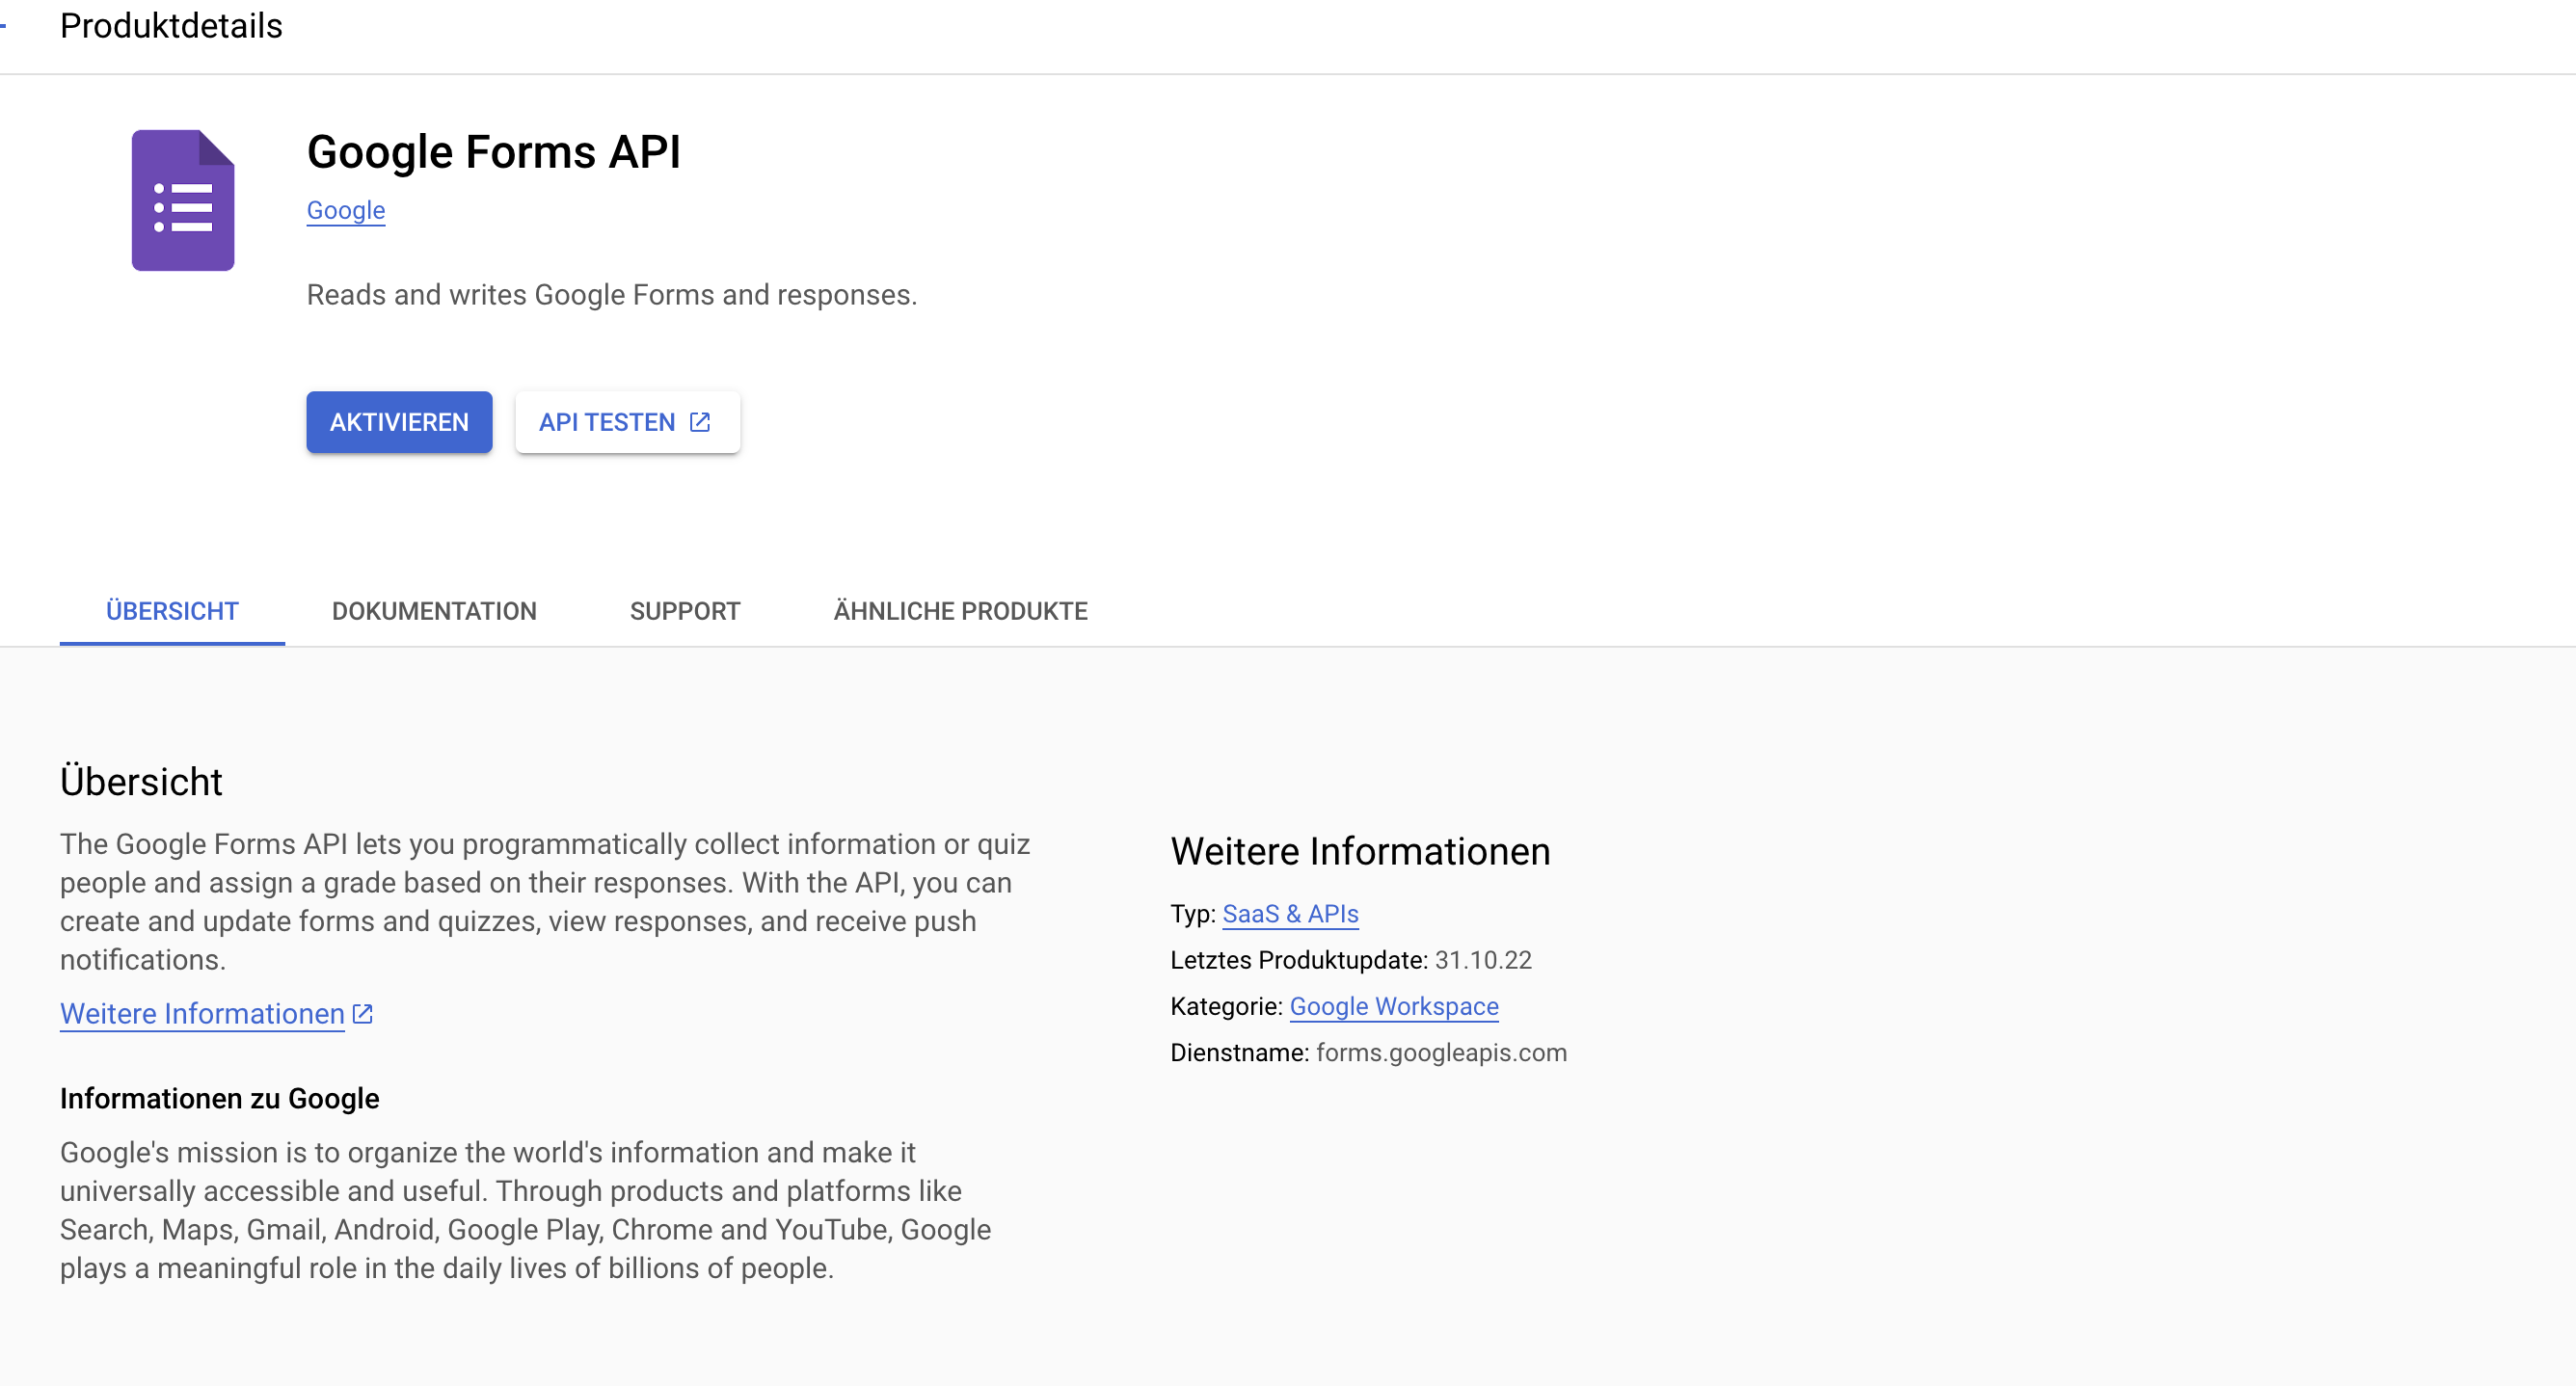 Produktdetails
Google Forms API
Google
Reads and writes Google Forms and responses.
AKTIVIEREN
API TESTEN
ÜBERSICHT
DOKUMENTATION
SUPPORT
ÄHNLICHE PRODUKTE
Übersicht
The Google Forms API lets you programmatically collect information or quiz
people and assign a grade based on their responses. With the API, you can
create and update forms and quizzes, view responses, and receive push
notifications.
Weitere Informationen
Informationen zu Google
Google's mission is to organize the world's information and make it
universally accessible and useful. Through products and platforms like
Search, Maps, Gmail, Android, Google Play, Chrome and YouTube, Google
plays a meaningful role in the daily lives of billions of people.
Weitere Informationen
Typ: SaaS & APIs
Letztes Produktupdate: 31.10.22
Kategorie: Google Workspace
Dienstname: forms.googleapis.com